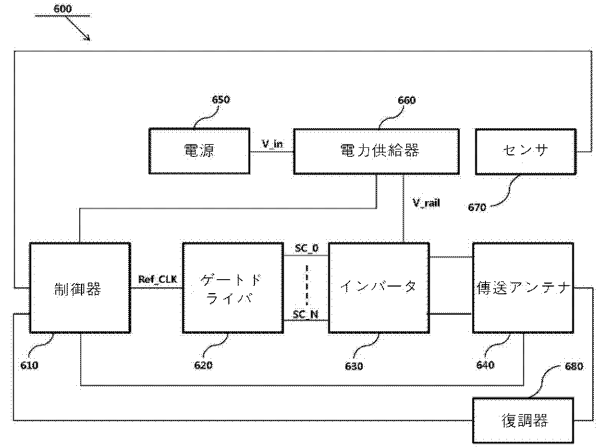 600
650
660
電源
V_in
電力供給器
センサ
670
V_rail
制御器
Ref_CLK
ゲートド
ライバ
SC_0
SC_N
インバータ
傳送アンテナ
610
620
630
640
680
復調器